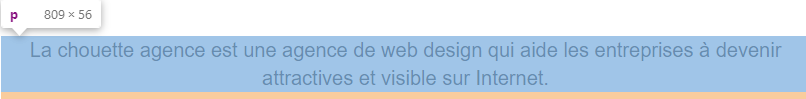 p 809 × 56
La chouette agence est une agence de web design qui aide les entreprises à devenir
attractives et visible sur Internet.